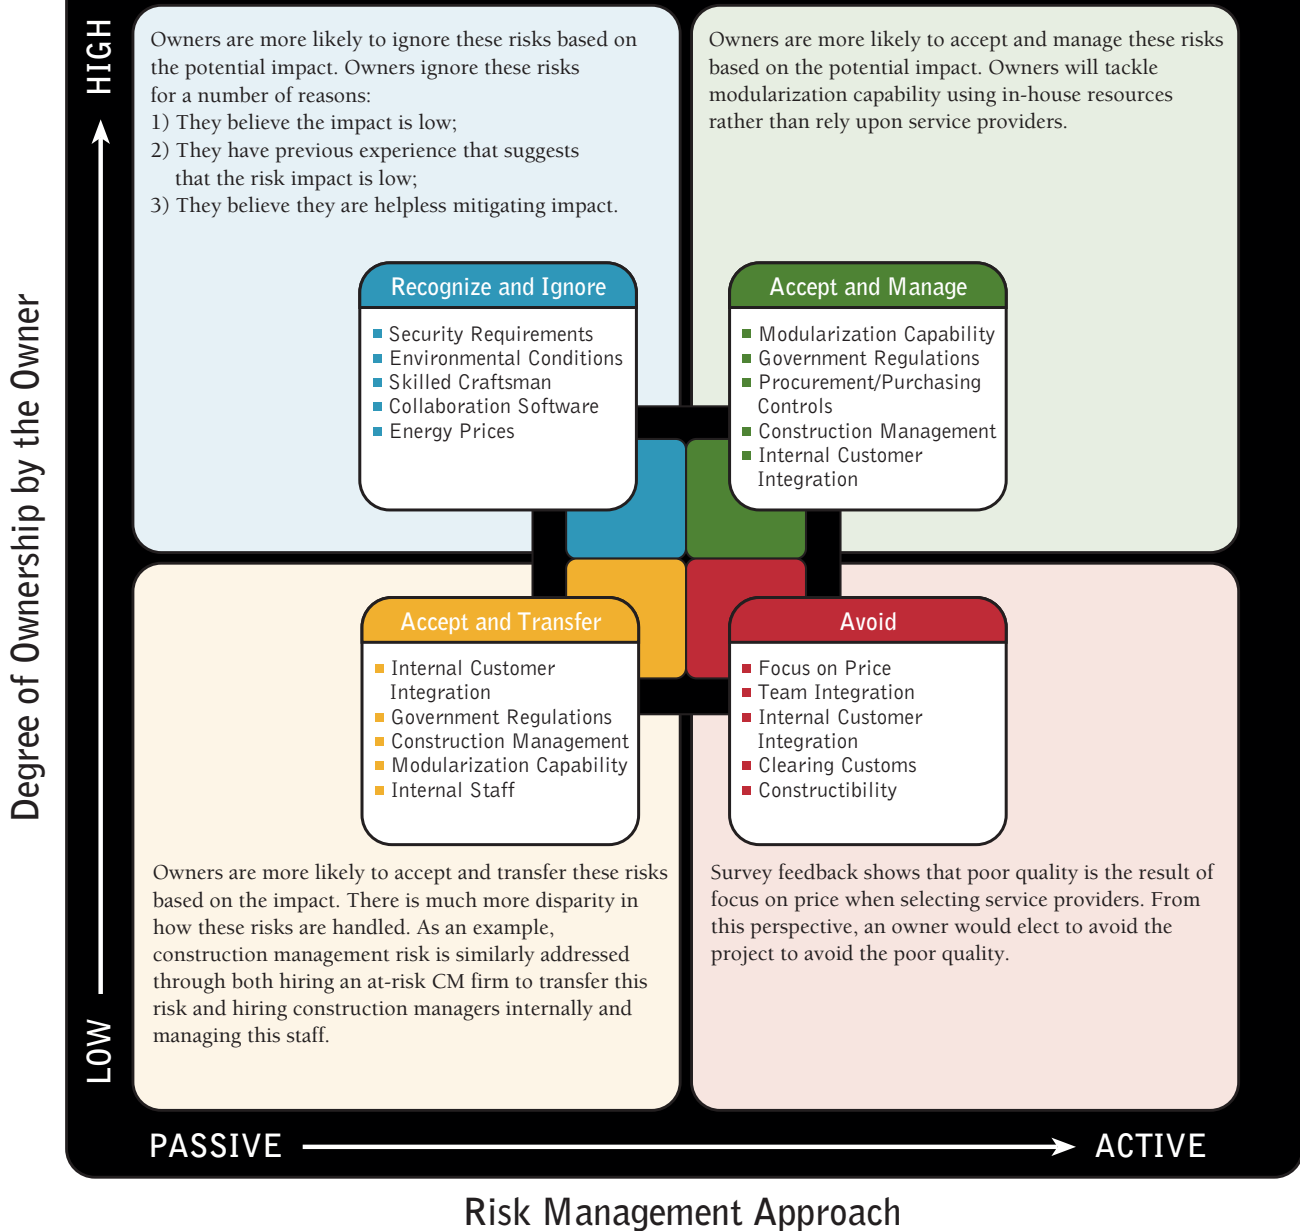 HIGH
Owners are more likely to ignore these risks based on
the potential impact. Owners ignore these risks
for a number of reasons:
1) They believe the impact is low;
2) They have previous experience that suggests
that the risk impact is low;
3) They believe they are helpless mitigating impact.
Owners are more likely to accept and manage these risks
based on the potential impact. Owners will tackle
modularization capability using in-house resources
rather than rely upon service providers.
Recognize and Ignore
Security Requirements
Environmental Conditions
Skilled Craftsman
Collaboration Software
Energy Prices
Accept and Manage
Modularization Capability
Government Regulations
Procurement/Purchasing
Controls
Construction Management
Internal Customer
Integration
Degree of Ownership by the Owner
Accept and Transfer
Internal Customer
Integration
Government Regulations
Construction Management
Modularization Capability
Internal Staff
Avoid
Focus on Price
Team Integration
Internal Customer
Integration
Clearing Customs
Constructibility
Owners are more likely to accept and transfer these risks
based on the impact. There is much more disparity in
how these risks are handled. As an example,
construction management risk is similarly addressed
through both hiring an at-risk CM firm to transfer this
risk and hiring construction managers internally and
managing this staff.
Survey feedback shows that poor quality is the result of
focus on price when selecting service providers. From
this perspective, an owner would elect to avoid the
project to avoid the poor quality.
LOW
PASSIVE
ACTIVE
Risk Management Approach